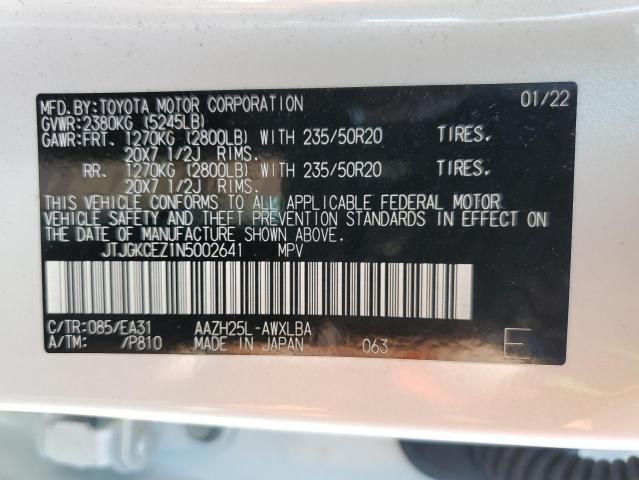 MFD.BY:TOYOTA MOTOR CORPORATION 01/22
GVWR:2380KG (5245LB)
GAWR:FRT. 1270KG (2800LB) WITH 235/50R20 TIRES.
20X7 1/2J RIMS.
RR. 1270KG (2800LB) WITH 235/50R20 TIRES.
20X7 1/2J RIMS.
THIS VEHICLE CONFORMS TO ALL APPLICABLE FEDERAL MOTOR
VEHICLE SAFETY AND THEFT PREVENTION STANDARDS IN EFFECT ON
THE DATE OF MANUFACTURE SHOWN ABOVE.
JTJGKCEZ1N5002641 MPV
C/TR:085/EA31 AAZH25L-AWXLBA
A/TM: /P810 MADE IN JAPAN 063 E